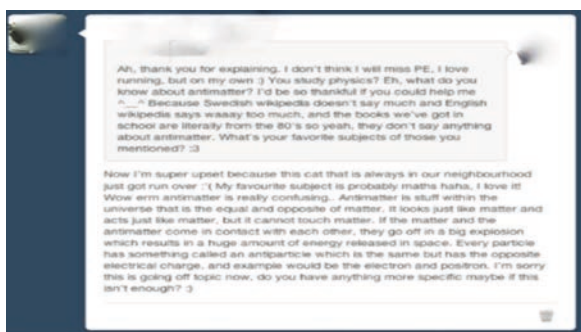 Ah, thank you for explaining. I don't think I will miss PE, I love
running, but on my own :) You study physics? Eh, what do you
know about antimatter? I'd be so thankful if you could help me
^__^ Because Swedish wikipedia doesn't say much and English
wikipedia says waaay too much, and the books we've got in
school are literally from the 80's so yeah, they don't say anything
about antimatter. What's your favorite subjects of those you
mentioned? :3
Now I'm super upset because this cat that is always in our neighbourhood
just got run over :'( My favourite subject is probably maths haha, I love it!
Wow erm antimatter is really confusing.. Antimatter is stuff within the
universe that is the equal and opposite of matter. It looks just like matter and
acts just like matter, but it cannot touch matter. If the matter and the
antimatter come in contact with each other, they go off in a big explosion
which results in a huge amount of energy released in space. Every particle
has something called an antiparticle which is the same but has the opposite
electrical charge, and example would be the electron and positron. I'm sorry
this is going off topic now, do you have anything more specific maybe if this
isn't enough? :)